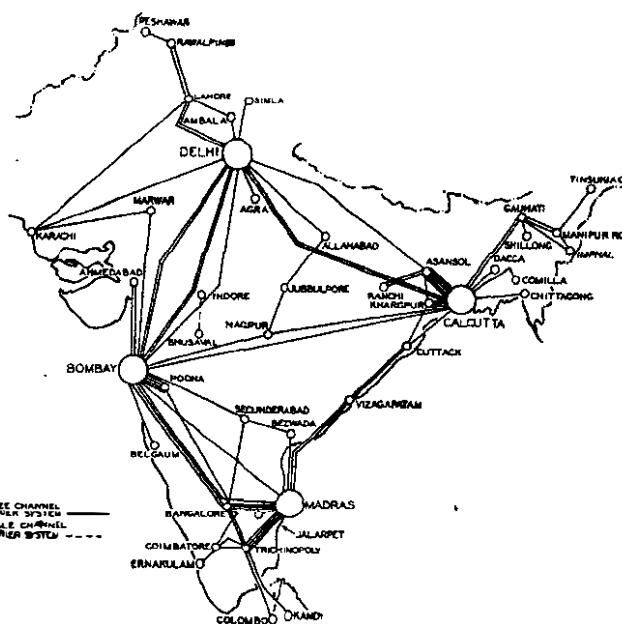 PESHAWAR
RAWALPINDI
LAHORE
SIMLA
AMBALA
DELHI
AGRA
MARWAR
KARACHI
AHMEDABAD
ALLAHABAD
TINSUKIA
GAUHATI
MANIPUR RD
SHILLONG
IMPHAL
DACCA
ASANSOL
COMILLA
RANCHI
CHITTAGONG
KHARGPUR
CALCUTTA
INDORE
JUBBULPORE
BHUSAVAL
NAGPUR
CUTTACK
BOMBAY
POONA
VIZAGAPATAM
SECUNDERABAD
BEZWADA
BELGAUM
MADRAS
BANGALORE
JALARPET
COIMBATORE
TRICHINOPOLY
ERNAKULAM
COLOMBO
KANDY
CHANNEL
SYSTEM
CHANNEL
SYSTEM